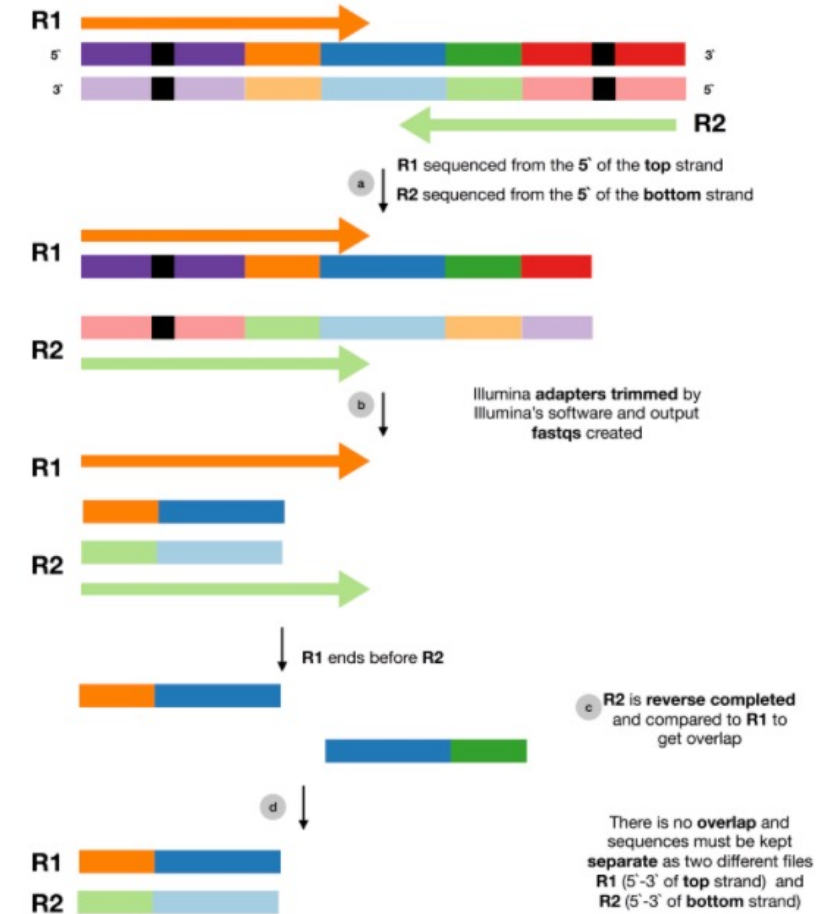 R1
5` 3`
3` 5`
R2
a
R1 sequenced from the 5` of the top strand
R2 sequenced from the 5` of the bottom strand
R1
R2
b
Illumina adapters trimmed by
Illumina's software and output
fastqs created
R1
R2
R1 ends before R2
c
R2 is reverse completed
and compared to R1 to
get overlap
d
There is no overlap and
sequences must be kept
separate as two different files
R1 (5`-3` of top strand) and
R2 (5`-3` of bottom strand)
R1
R2